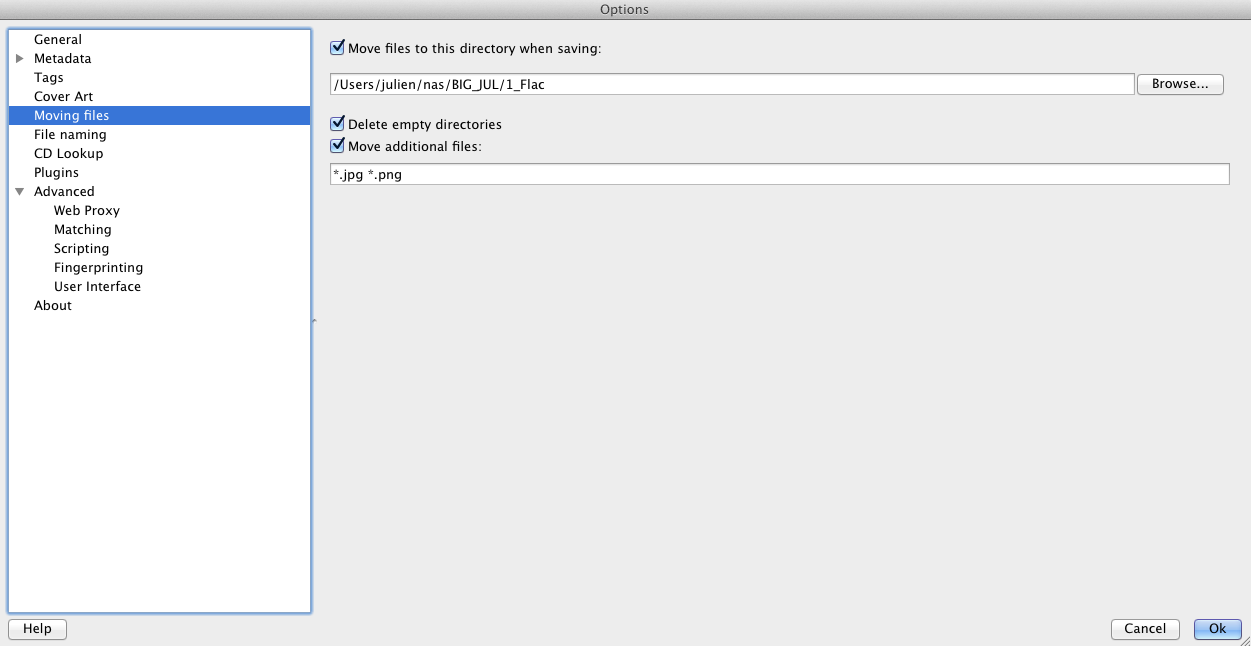 Options
General
Metadata
Tags
Cover Art
Moving files
File naming
CD Lookup
Plugins
Advanced
Web Proxy
Matching
Scripting
Fingerprinting
User Interface
About
Move files to this directory when saving:
/Users/julien/nas/BIG_JUL/1_Flac
Browse...
Delete empty directories
Move additional files:
*.jpg *.png
Help
Cancel
Ok